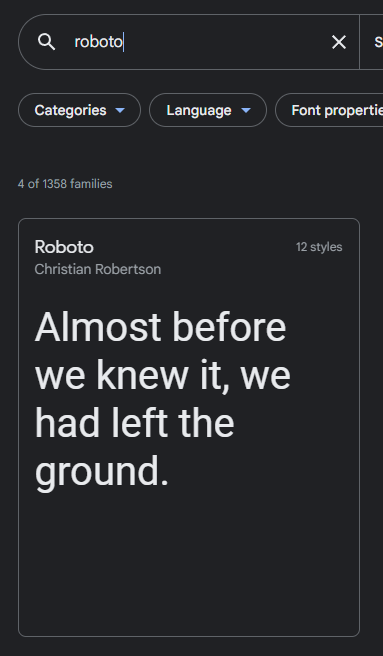 roboto
S
Categories
Language
Font propertie
4 of 1358 families
Roboto
12 styles
Christian Robertson
Almost before
we knew it, we
had left the
ground.